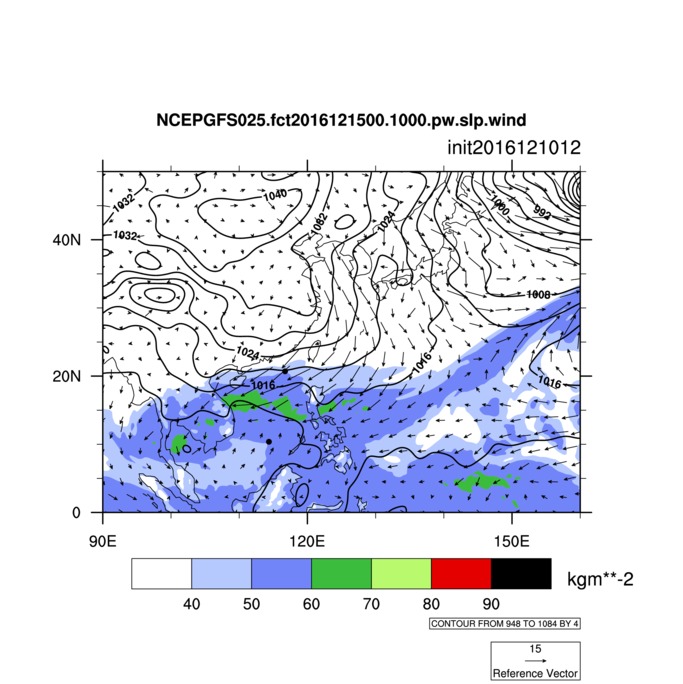 NCEPGFS025.fct2016121500.1000.pw.slp.wind
init2016121012
1032
1040
1032
1024
1000
992
40N
1032
1008
1024
1016
20N
1016
1016
0
90E 120E 150E
40 50 60 70 80 90
kgm**-2
CONTOUR FROM 948 TO 1084 BY 4
15
Reference Vector